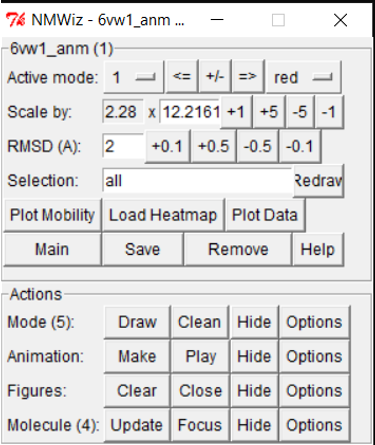 NMWiz - 6vw1_anm ...
6vw1_anm (1)
Active mode: 1 <= +/- => red
Scale by: 2.28 x 12.2161 +1 +5 -5 -1
RMSD (A): 2 +0.1 +0.5 -0.5 -0.1
Selection: all Redraw
Plot Mobility Load Heatmap Plot Data
Main Save Remove Help
Actions
Mode (5): Draw Clean Hide Options
Animation: Make Play Hide Options
Figures: Clear Close Hide Options
Molecule (4): Update Focus Hide Options